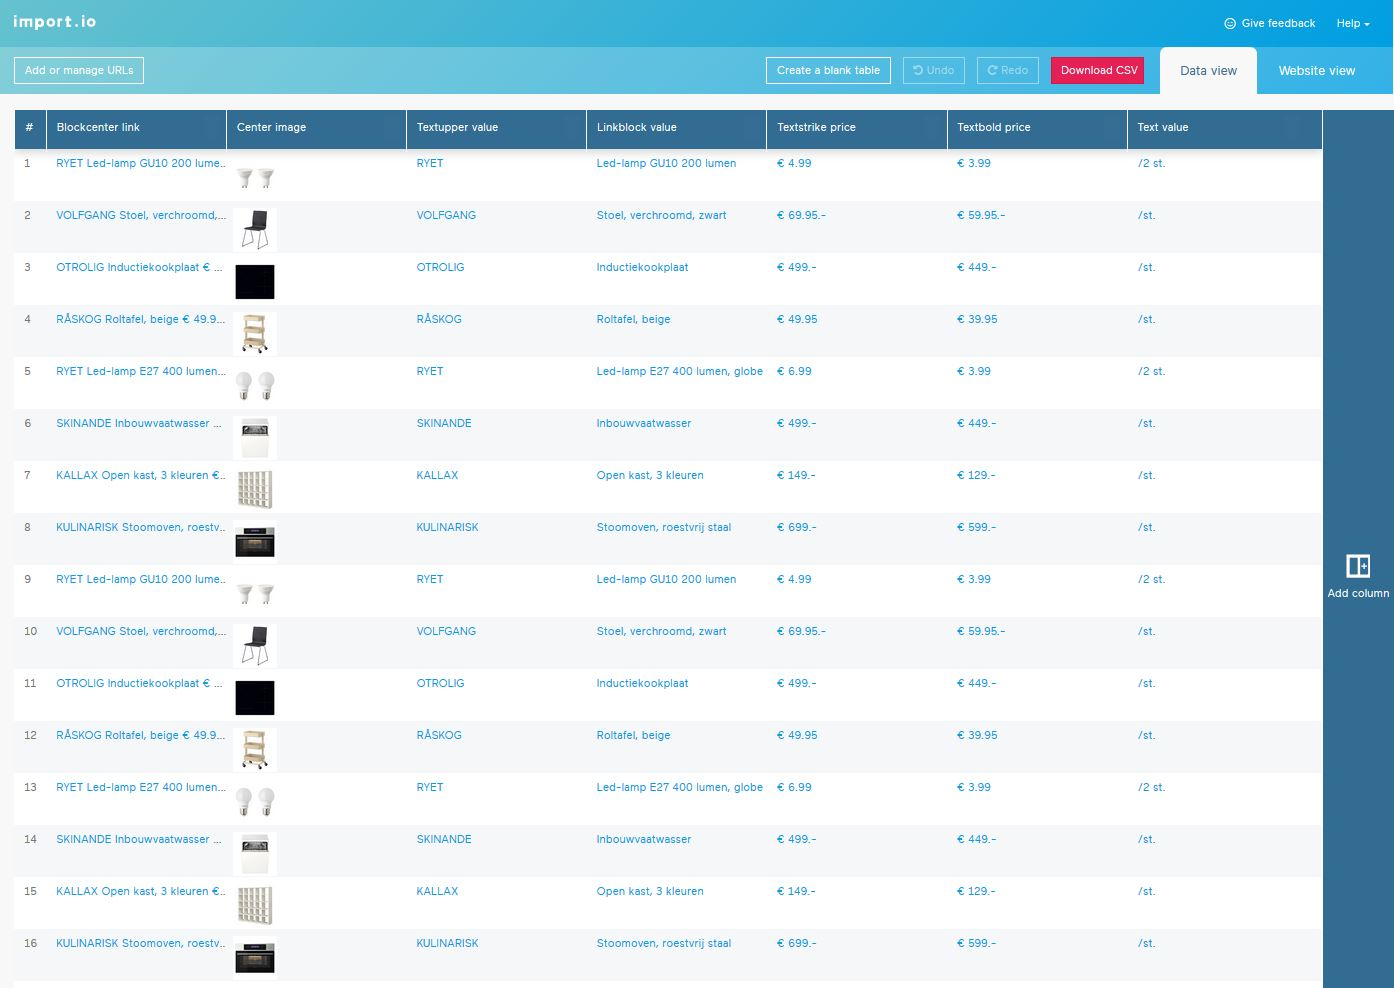 import.io
Give feedback Help
Add or manage URLs Create a blank table Undo Redo Download CSV Data view Website view
# Blockcenter link Center image Textupper value Linkblock value Textstrike price Textbold price Text value
1 RYET Led-lamp GU10 200 lume.. RYET Led-lamp GU10 200 lumen € 4.99 € 3.99 /2 st.
2 VOLFGANG Stoel, verchroomd,... VOLFGANG Stoel, verchroomd, zwart € 69.95.- € 59.95.- /st.
3 OTROLIG Inductiekookplaat € ... OTROLIG Inductiekookplaat € 499.- € 449.- /st.
4 RÅSKOG Roltafel, beige € 49.9... RÅSKOG Roltafel, beige € 49.95 € 39.95 /st.
5 RYET Led-lamp E27 400 lumen... RYET Led-lamp E27 400 lumen, globe € 6.99 € 3.99 /2 st.
6 SKINANDE Inbouwvaatwasser ... SKINANDE Inbouwvaatwasser € 499.- € 449.- /st.
7 KALLAX Open kast, 3 kleuren €.. KALLAX Open kast, 3 kleuren € 149.- € 129.- /st.
8 KULINARISK Stoomoven, roestv.. KULINARISK Stoomoven, roestvrij staal € 699.- € 599.- /st.
9 RYET Led-lamp GU10 200 lume.. RYET Led-lamp GU10 200 lumen € 4.99 € 3.99 /2 st.
Add column
10 VOLFGANG Stoel, verchroomd,... VOLFGANG Stoel, verchroomd, zwart € 69.95.- € 59.95.- /st.
11 OTROLIG Inductiekookplaat € ... OTROLIG Inductiekookplaat € 499.- € 449.- /st.
12 RÅSKOG Roltafel, beige € 49.9... RÅSKOG Roltafel, beige € 49.95 € 39.95 /st.
13 RYET Led-lamp E27 400 lumen... RYET Led-lamp E27 400 lumen, globe € 6.99 € 3.99 /2 st.
14 SKINANDE Inbouwvaatwasser ... SKINANDE Inbouwvaatwasser € 499.- € 449.- /st.
15 KALLAX Open kast, 3 kleuren €.. KALLAX Open kast, 3 kleuren € 149.- € 129.- /st.
16 KULINARISK Stoomoven, roestv.. KULINARISK Stoomoven, roestvrij staal € 699.- € 599.- /st.